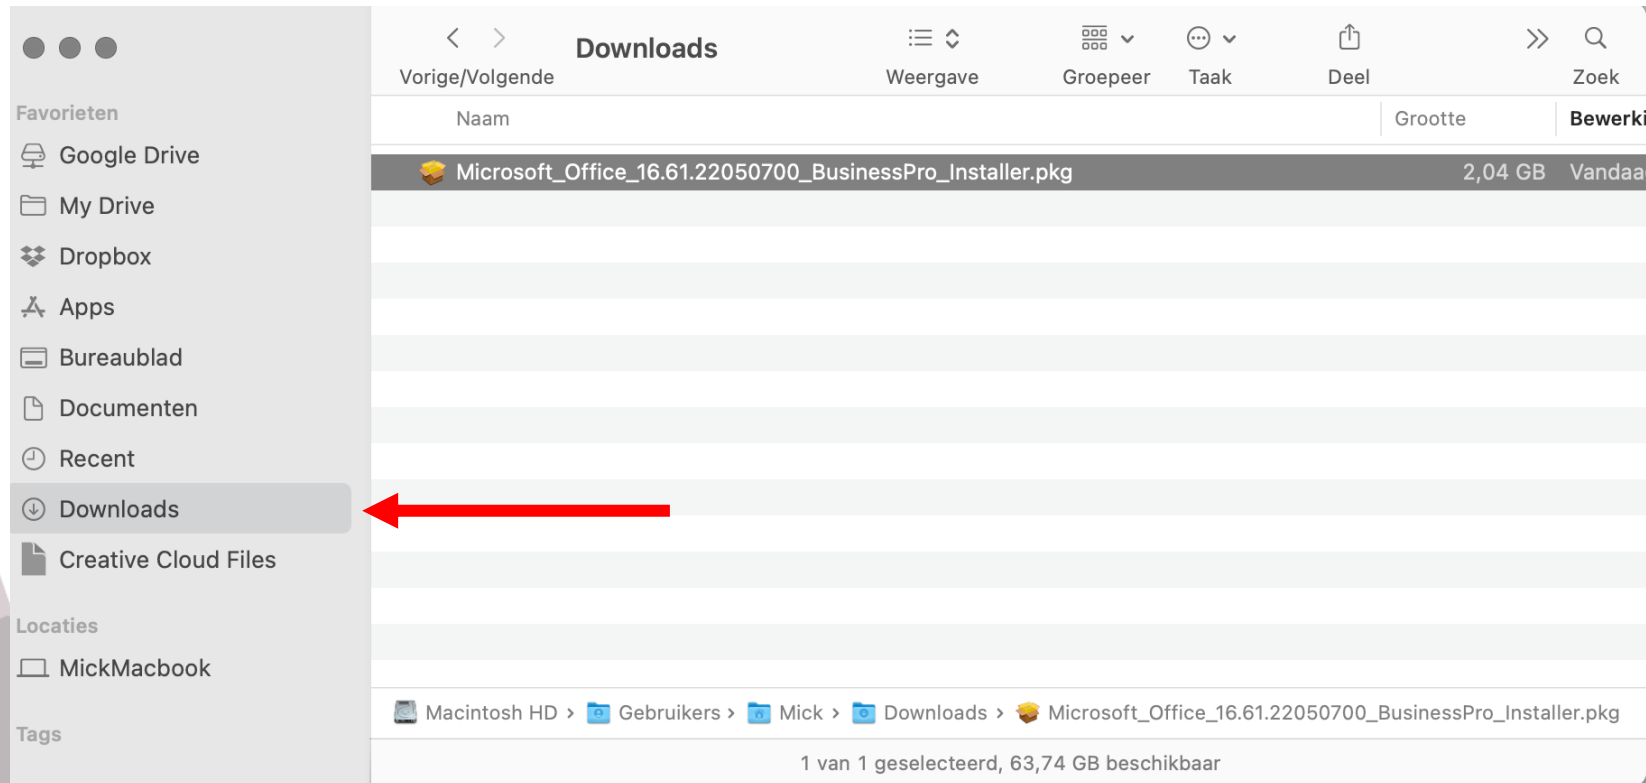 Favorieten
Google Drive
My Drive
Dropbox
Apps
Bureaublad
Documenten
Recent
Downloads
Creative Cloud Files
Locaties
MickMacbook
Tags
Downloads
Vorige/Volgende
Weergave
Groepeer
Taak
Deel
Zoek
Naam Grootte Bewerki
Microsoft_Office_16.61.22050700_BusinessPro_Installer.pkg 2,04 GB Vandaa
Macintosh HD › Gebruikers › Mick › Downloads › Microsoft_Office_16.61.22050700_BusinessPro_Installer.pkg
1 van 1 geselecteerd, 63,74 GB beschikbaar